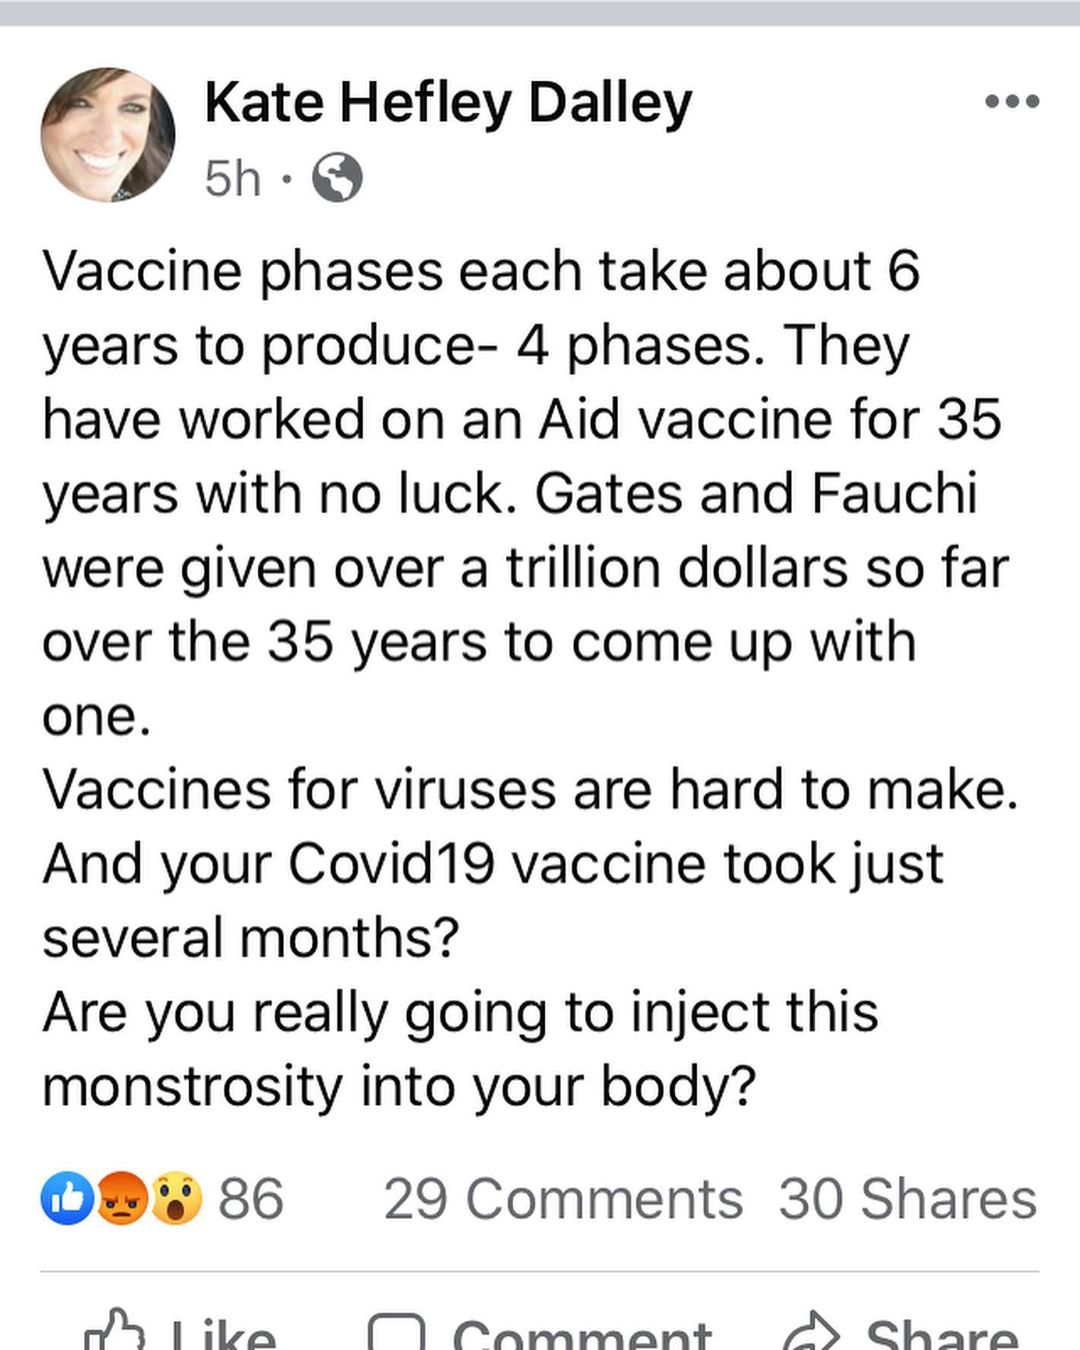 Kate Hefley Dalley
5h ·
Vaccine phases each take about 6
years to produce- 4 phases. They
have worked on an Aid vaccine for 35
years with no luck. Gates and Fauchi
were given over a trillion dollars so far
over the 35 years to come up with
one.
Vaccines for viruses are hard to make.
And your Covid19 vaccine took just
several months?
Are you really going to inject this
monstrosity into your body?
86 29 Comments 30 Shares
Like Comment Share